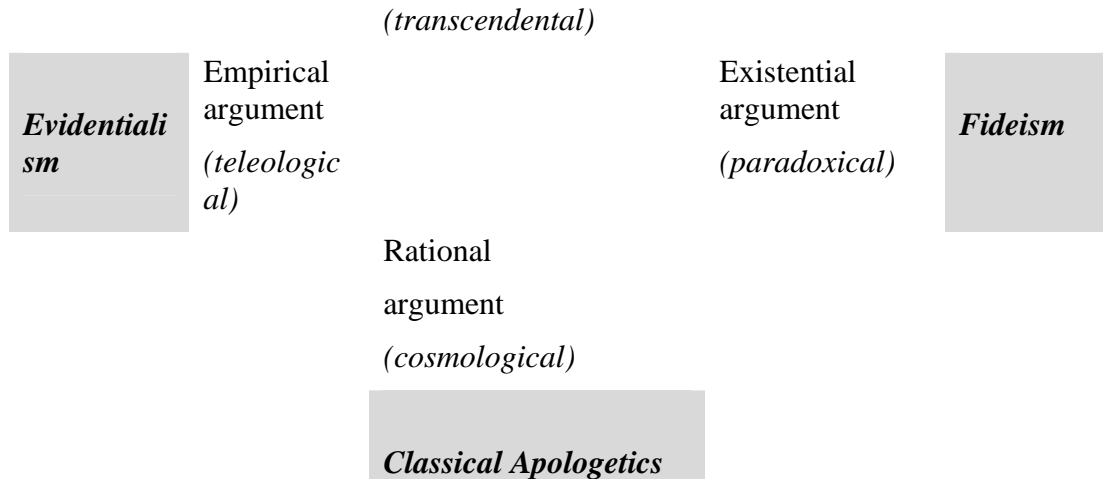 (transcendental)
Empirical
argument
(teleologic
al)
Existential
argument
(paradoxical)
Evidentiali
sm
Fideism
Rational
argument
(cosmological)
Classical Apologetics